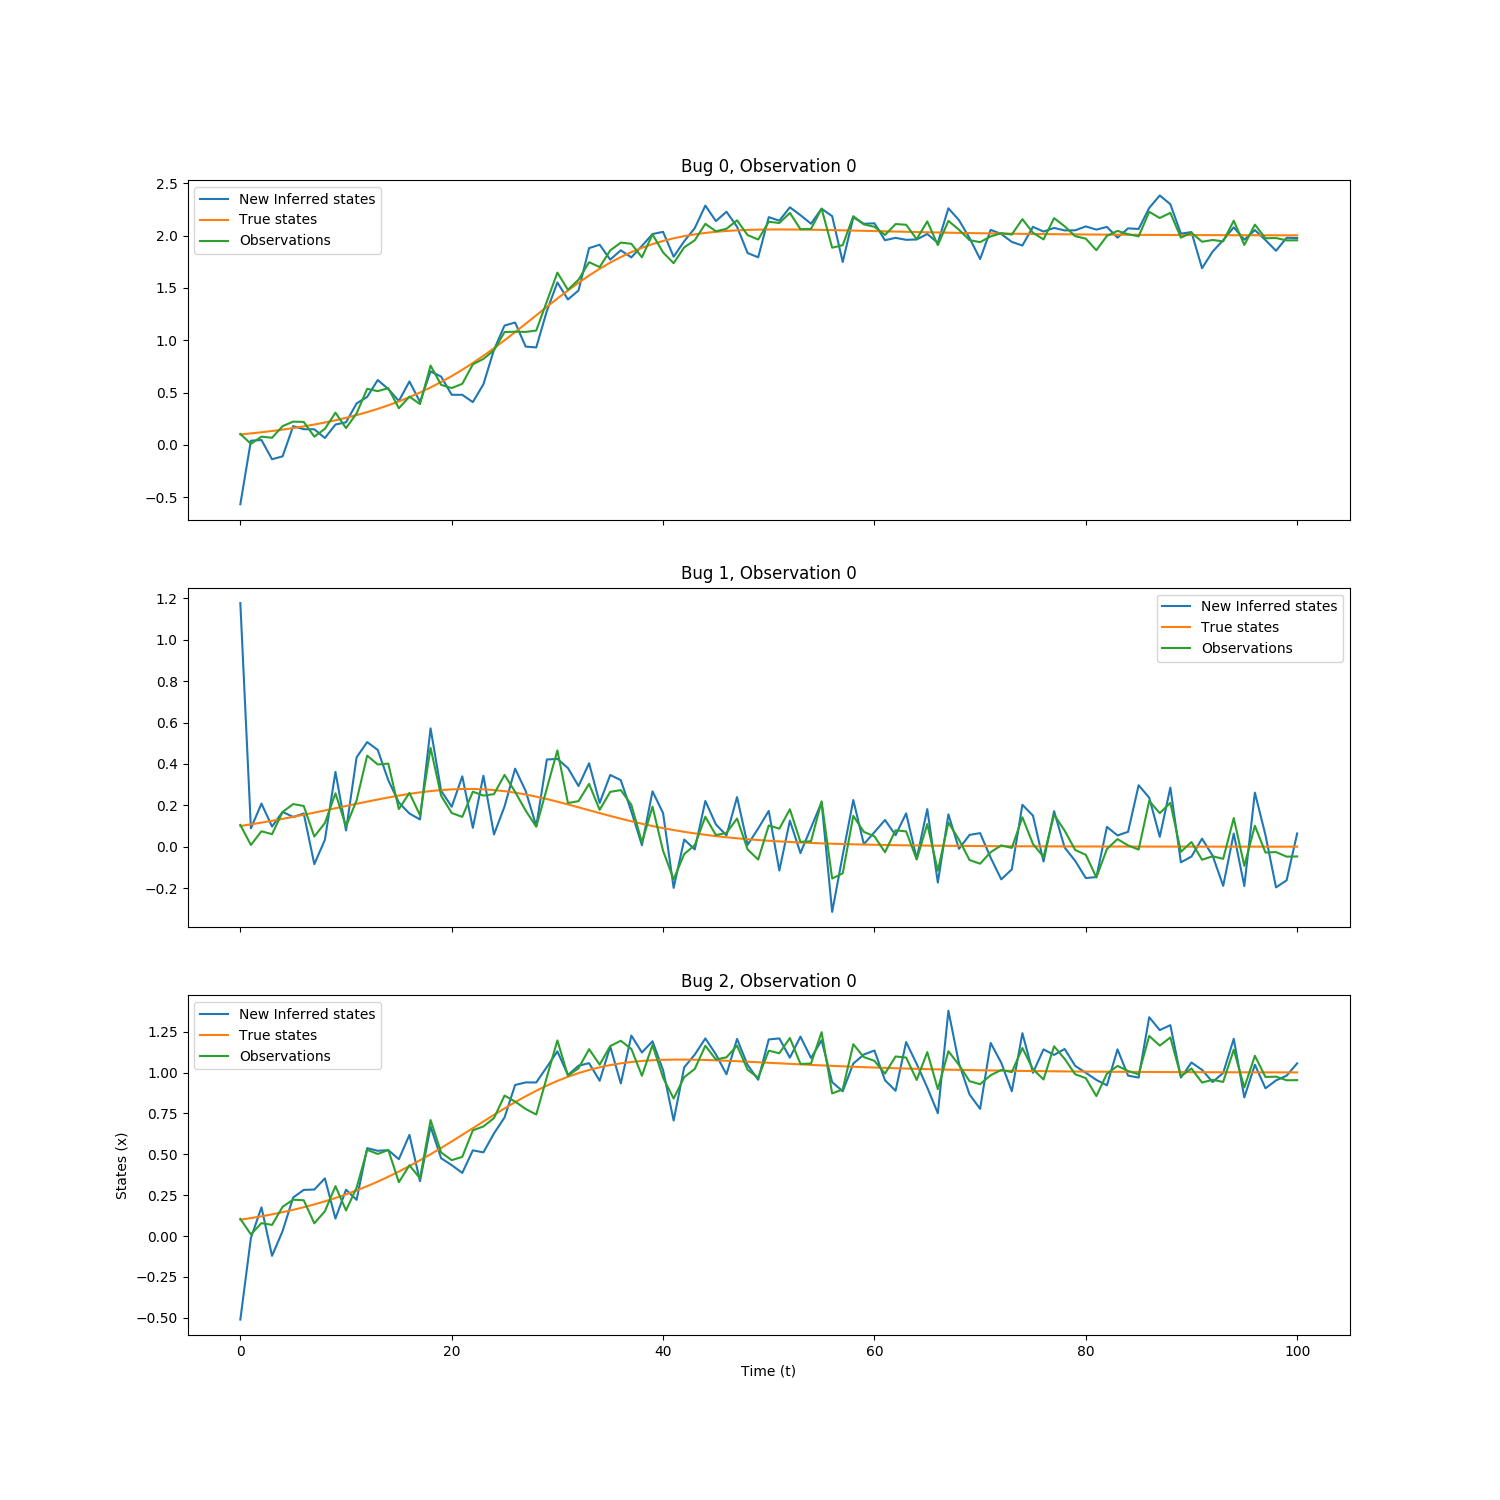 Bug 0, Observation 0
2.5
2.0
1.5
1.0
0.5
0.0
−0.5
New Inferred states
True states
Observations
Bug 1, Observation 0
1.2
1.0
0.8
0.6
0.4
0.2
0.0
−0.2
New Inferred states
True states
Observations
Bug 2, Observation 0
1.25
1.00
0.75
0.50
0.25
0.00
−0.25
−0.50
New Inferred states
True states
Observations
States (x)
0 20 40 60 80 100
Time (t)